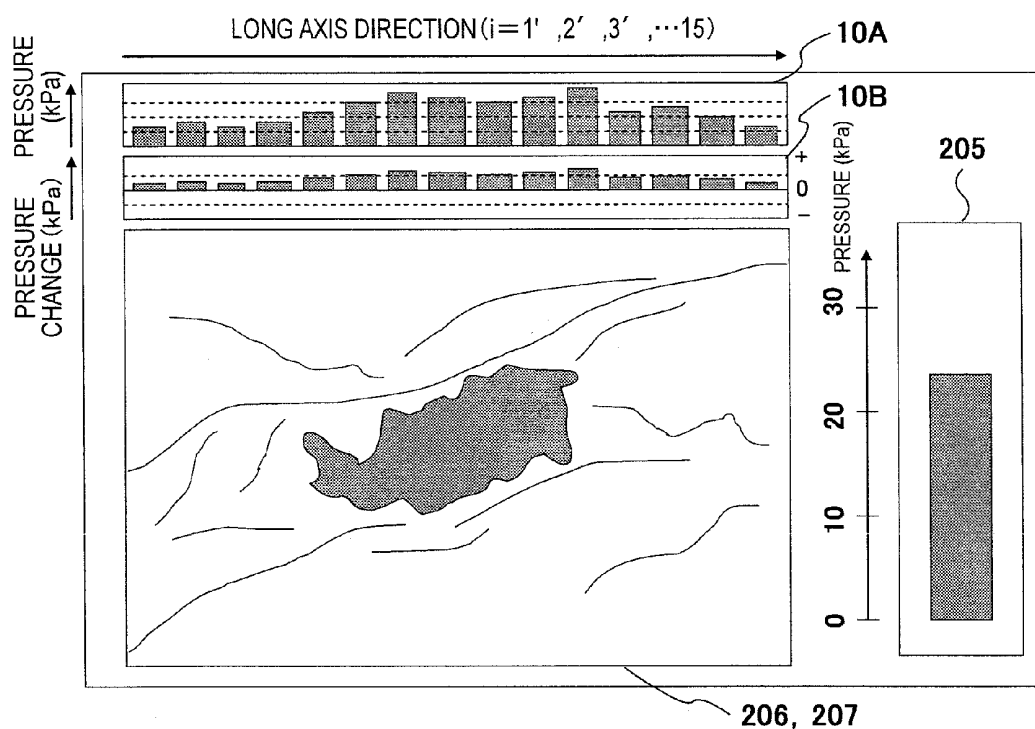 LONG AXIS DIRECTION (i=1' ,2′ ,3′ ,…15)
10A
PRESSURE (kPa)
10B
PRESSURE CHANGE (kPa)
+
0
−
PRESSURE (kPa)
205
30
20
10
0
206, 207